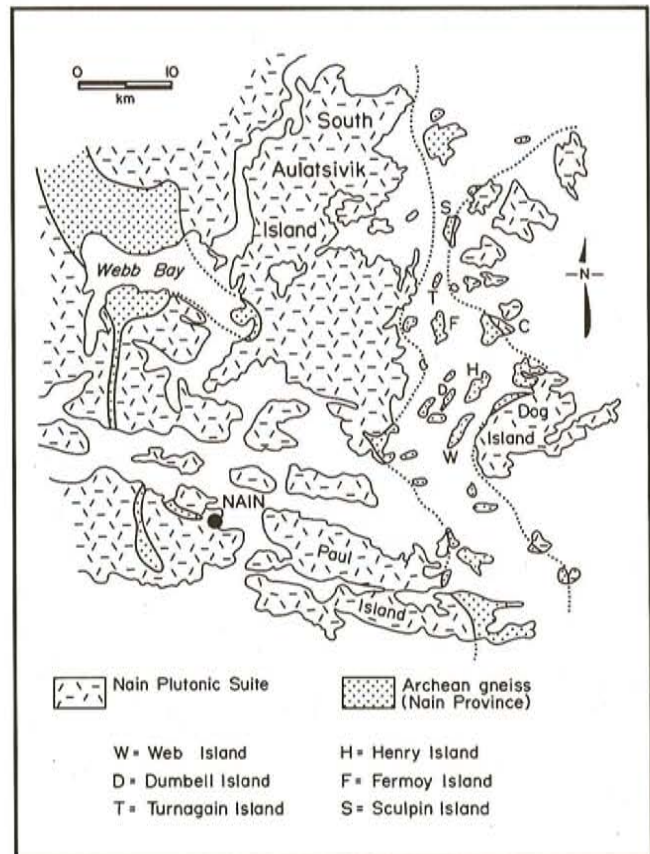 0 10
km
South
Aulatsivik
Island
Webb Bay
S
N
T
F
C
H
D
Dog
Island
W
NAIN
Paul
Island
Nain Plutonic Suite
Archean gneiss
(Nain Province)
W = Web Island
H = Henry Island
D = Dumbell Island
F = Fermoy Island
T = Turnagain Island
S = Sculpin Island